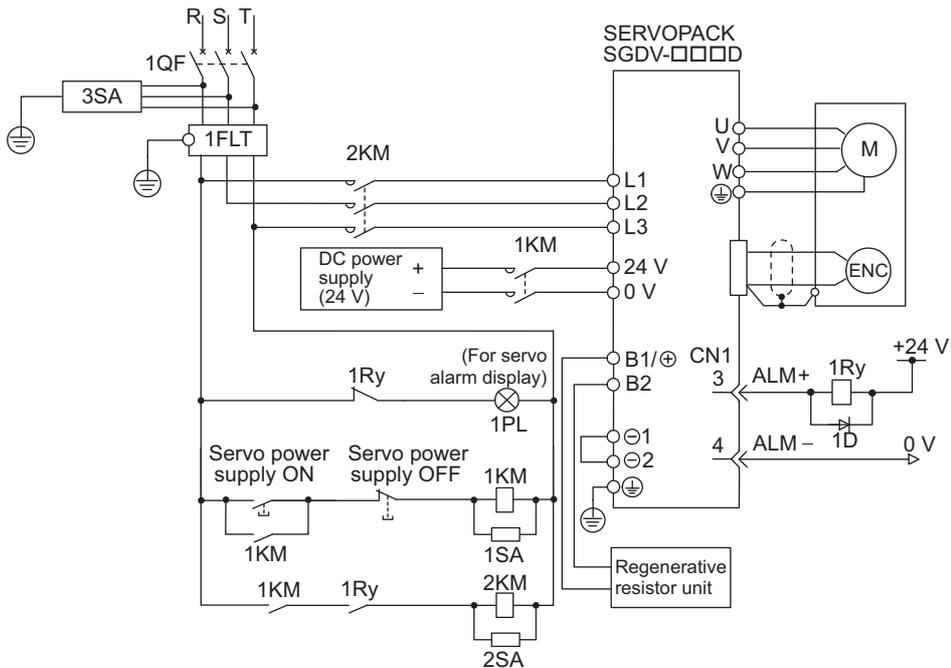 R S T
SERVOPACK
SGDV-□□□D
1QF
3SA
1FLT
2KM
U
V
W
M
L1
L2
L3
1KM
DC power
supply
(24 V)
+
−
24 V
0 V
ENC
B1/⊕
B2
CN1
3
ALM+
1Ry
+24 V
1D
4
ALM −
0 V
⊖1
⊖2
(For servo
alarm display)
1Ry
1PL
Servo power
supply ON
Servo power
supply OFF
1KM
1KM
1SA
1KM
1Ry
2KM
2SA
Regenerative
resistor unit